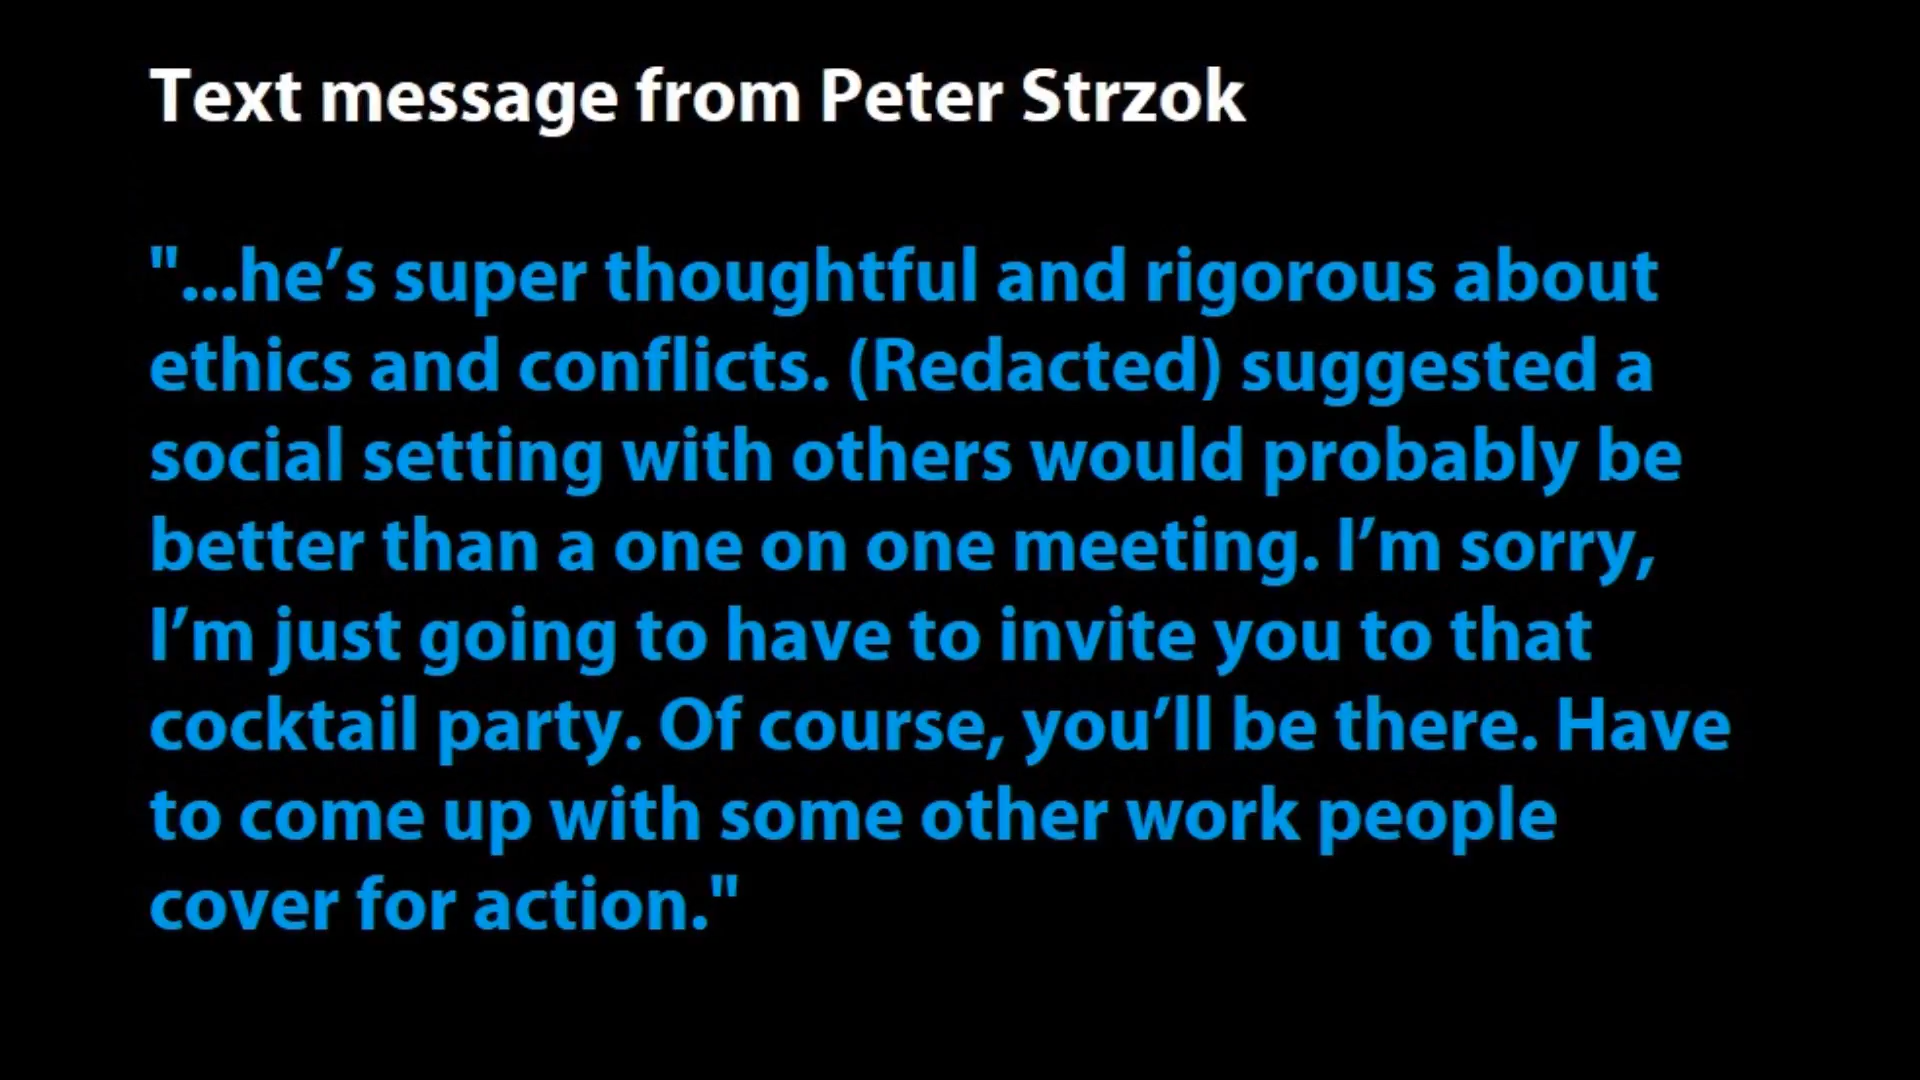 Text message from Peter Strzok
"...he’s super thoughtful and rigorous about
ethics and conflicts. (Redacted) suggested a
social setting with others would probably be
better than a one on one meeting. I’m sorry,
I’m just going to have to invite you to that
cocktail party. Of course, you’ll be there. Have
to come up with some other work people
cover for action."